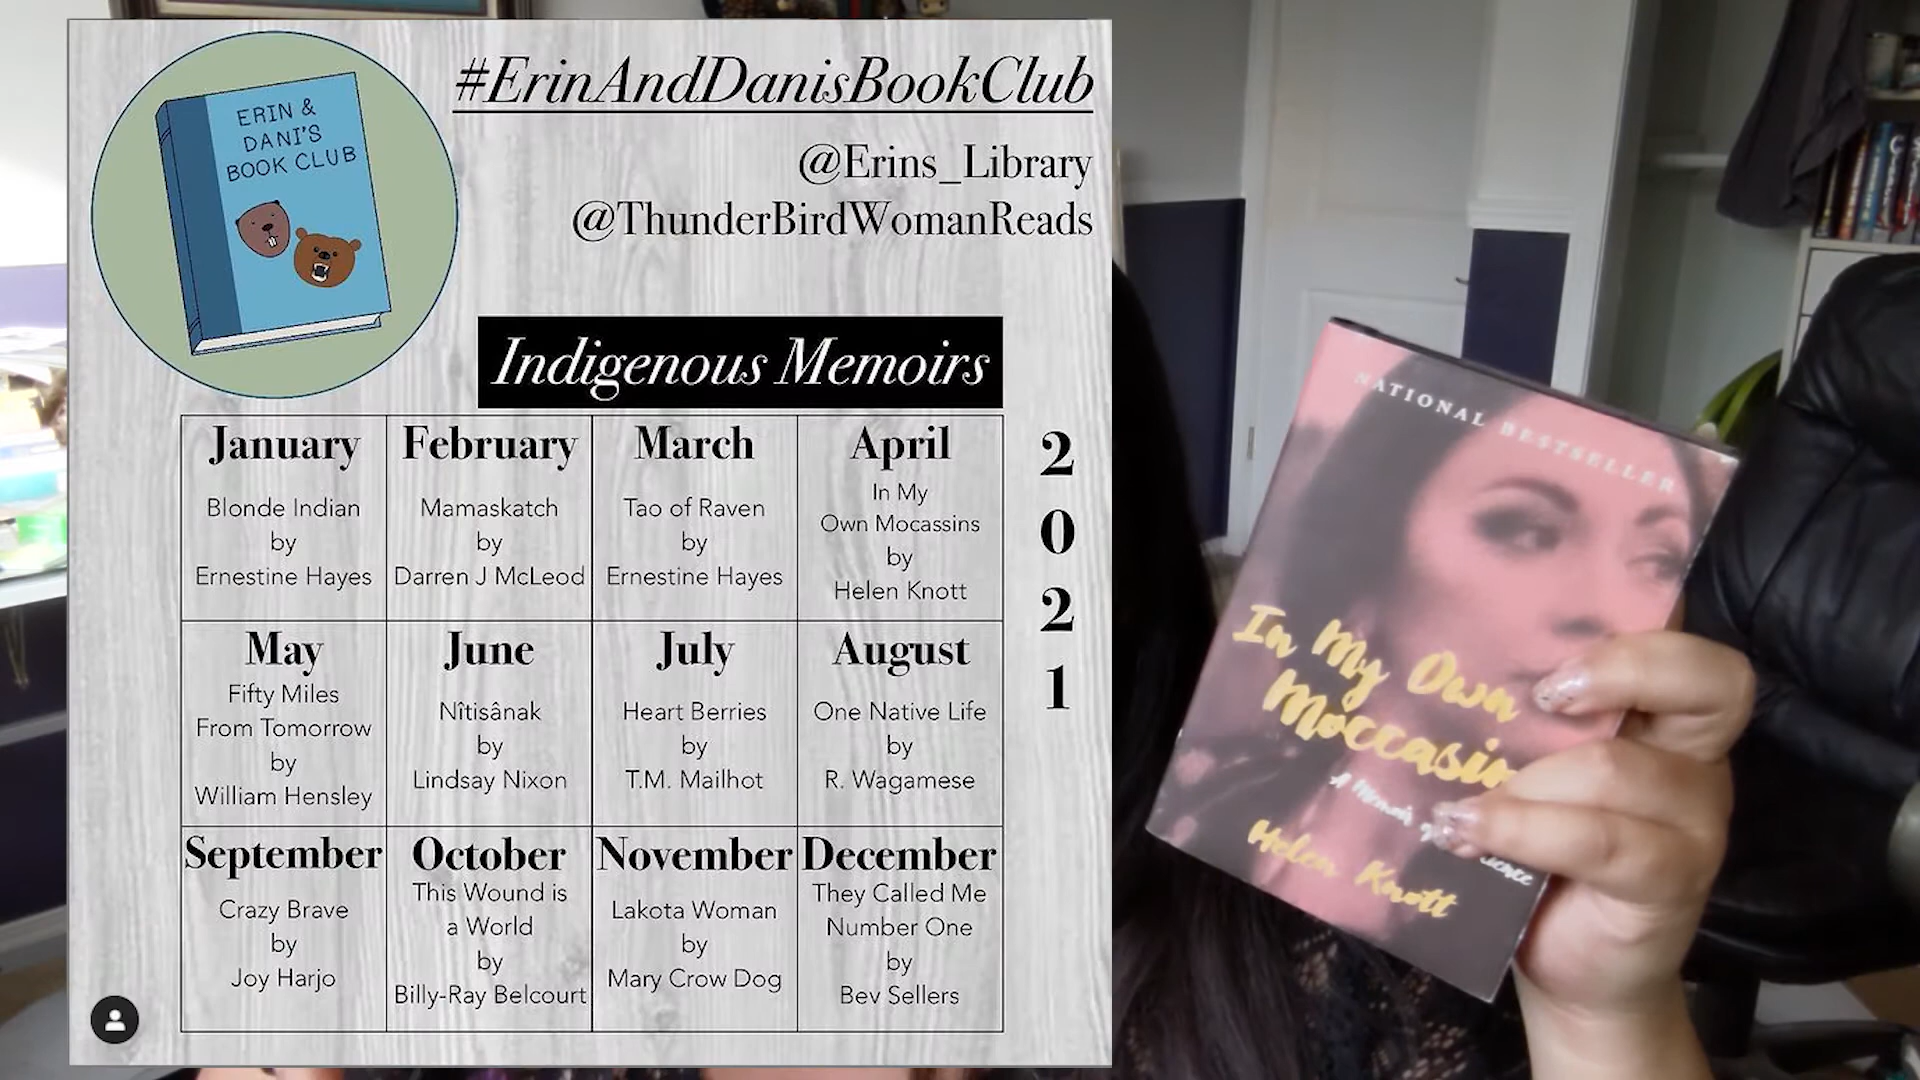 ERIN &
DANI'S
BOOK CLUB
#ErinAndDanisBookClub
@Erins_Library
@ThunderBirdWomanReads
Indigenous Memoirs
2
0
2
1
January
Blonde Indian
by
Ernestine Hayes
February
Mamaskatch
by
Darren J McLeod
March
Tao of Raven
by
Ernestine Hayes
April
In My
Own Mocassins
by
Helen Knott
May
Fifty Miles
From Tomorrow
by
William Hensley
June
Nîtisânak
by
Lindsay Nixon
July
Heart Berries
by
T.M. Mailhot
August
One Native Life
by
R. Wagamese
September
Crazy Brave
by
Joy Harjo
October
This Wound is
a World
by
Billy-Ray Belcourt
November
Lakota Woman
by
Mary Crow Dog
December
They Called Me
Number One
by
Bev Sellers
NATIONAL BESTSELLER
In My Own
Moccasin
A Memoir
Helen Knott